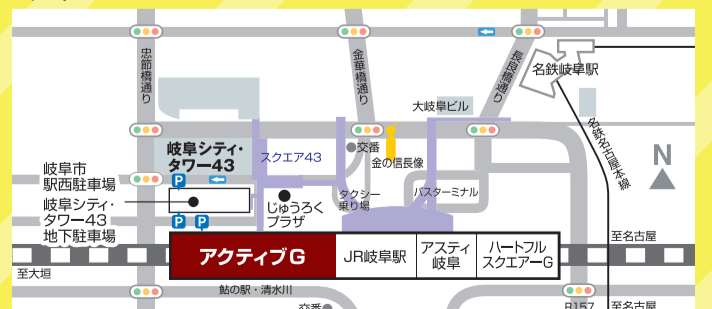 忠節橋通り
金華橋通り
長良橋通り
名鉄岐阜駅
大岐阜ビル
名鉄名古屋本線
岐阜シティ・
タワー43
スクエア43
交番
金の信長像
N
岐阜市
駅西駐車場
P
岐阜シティ・
タワー43
地下駐車場
P
P
じゅうろく
プラザ
タクシー
乗り場
バスターミナル
アクティブG
JR岐阜駅
アスティ
岐阜
ハートフル
スクエアーG
至名古屋
至大垣
鮎の駅・清水川
交番
R157
至名古屋